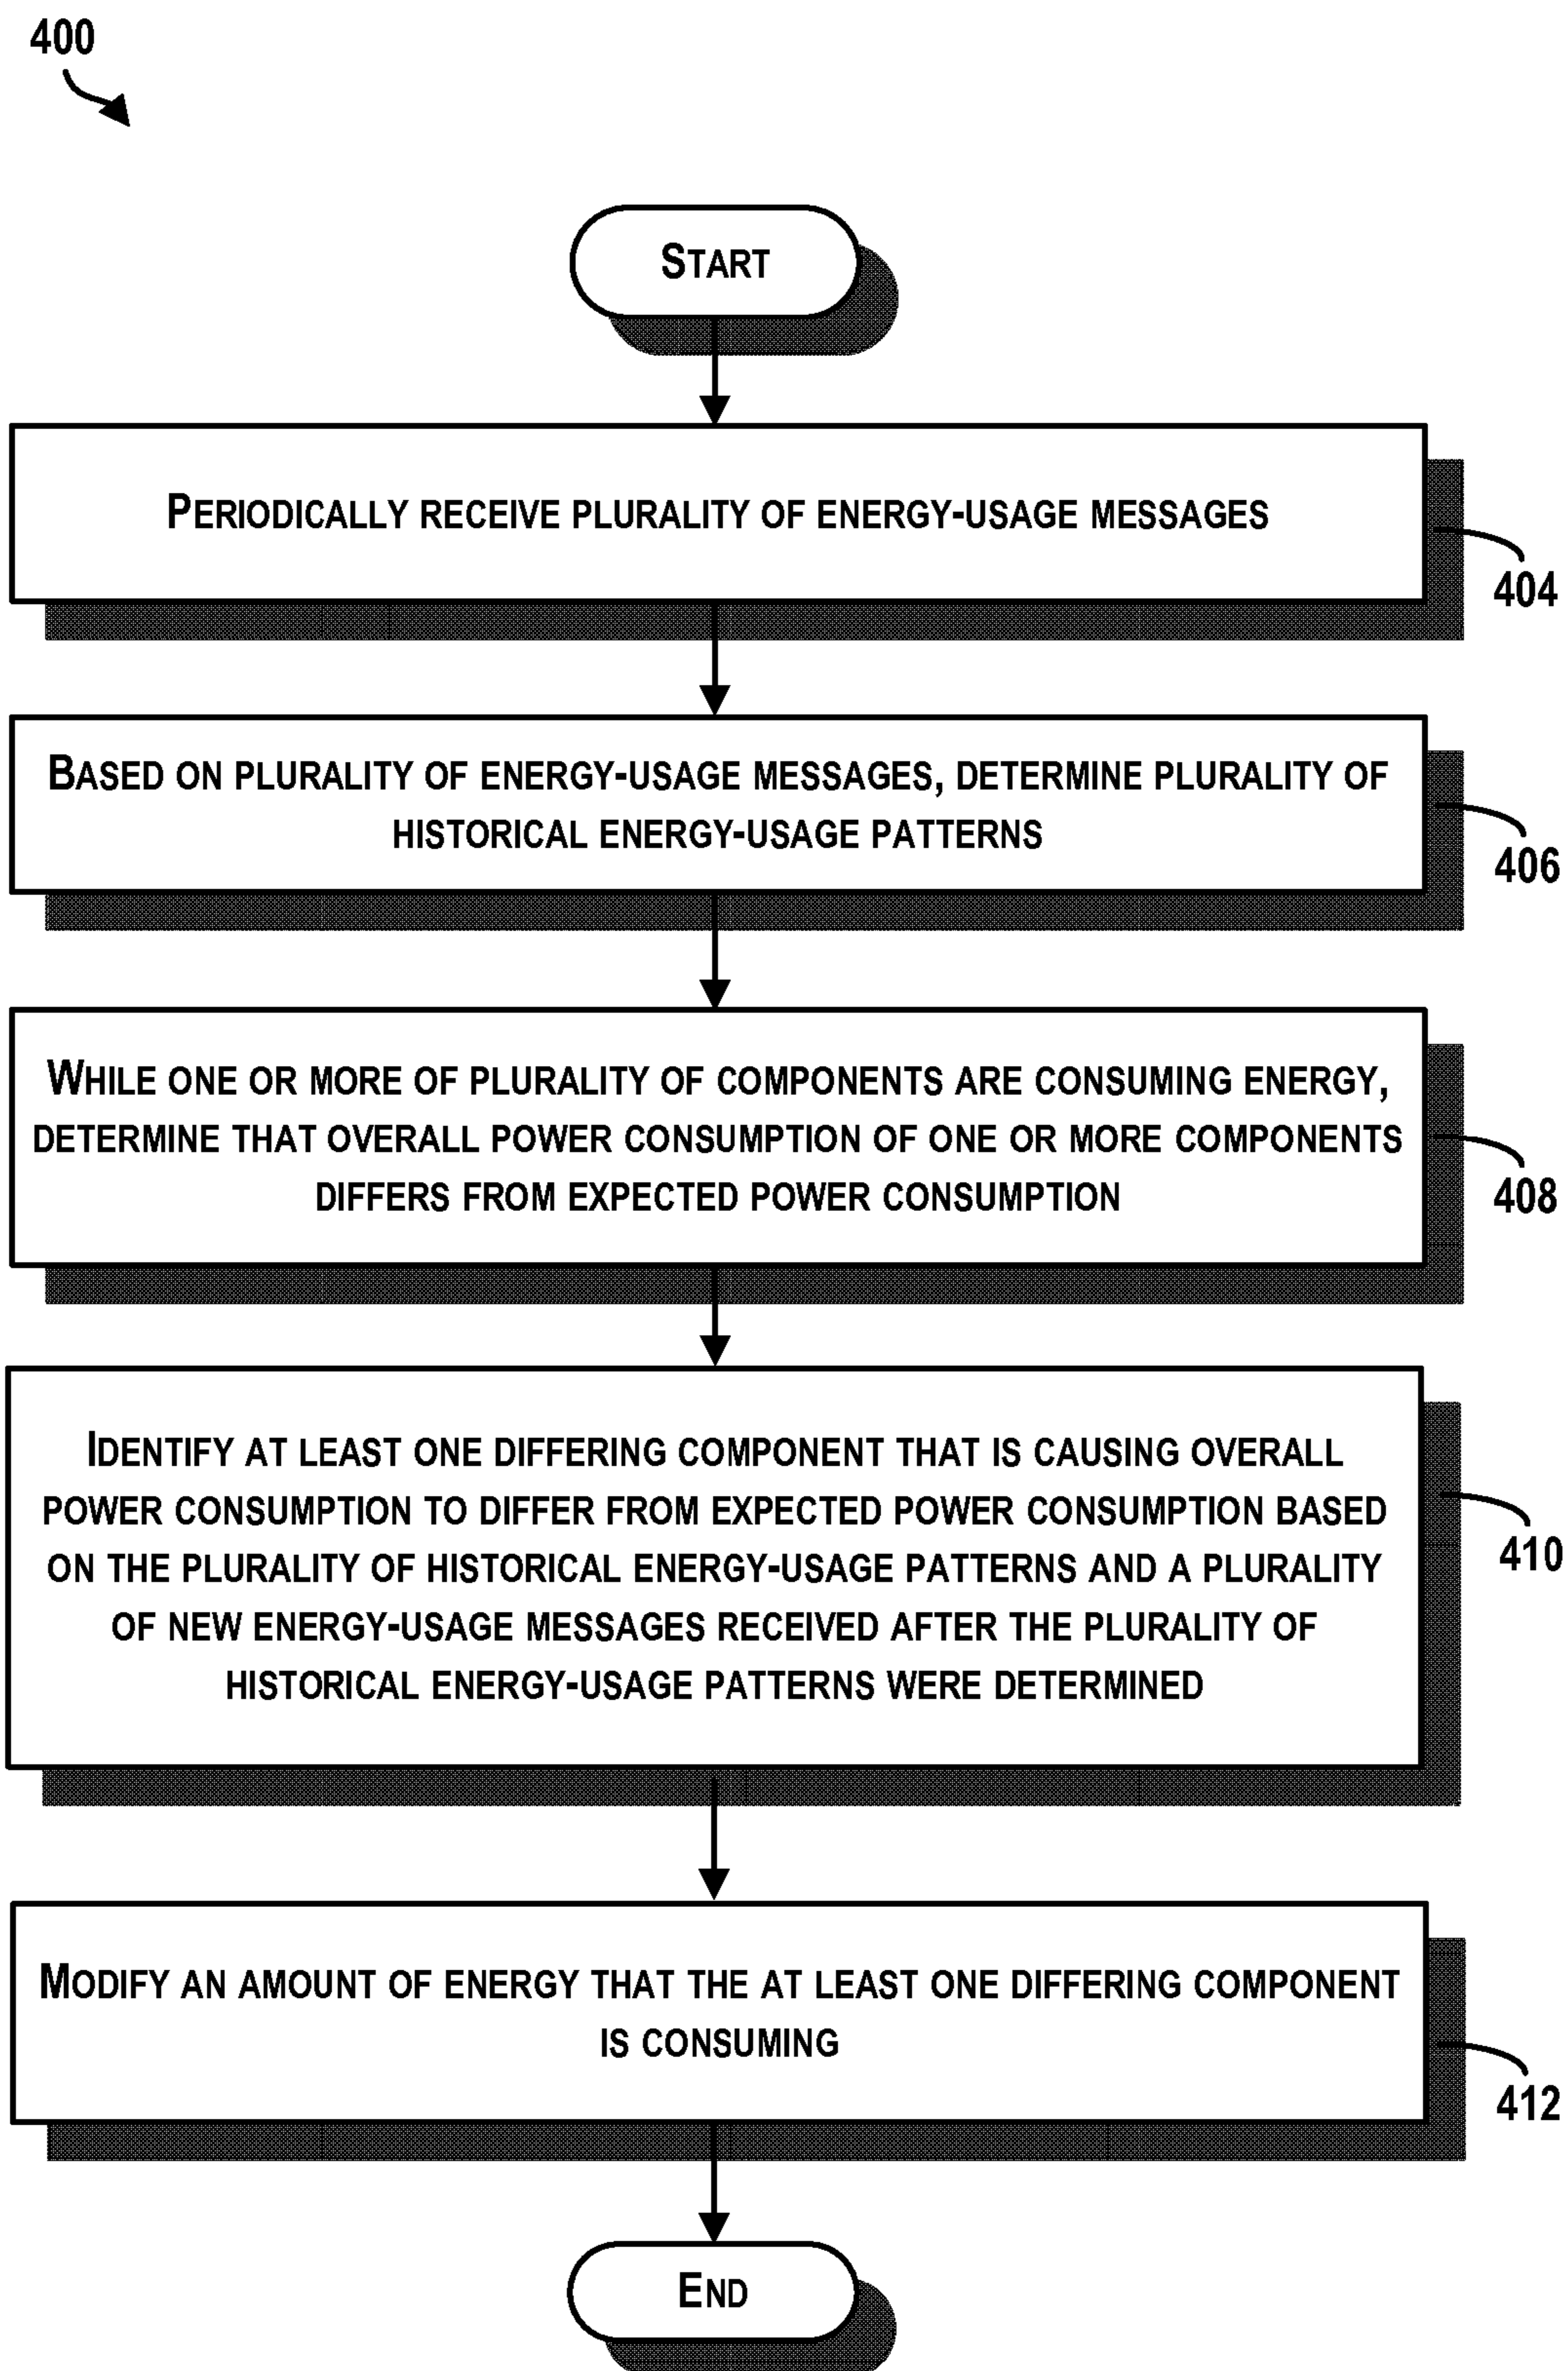 400
START
PERIODICALLY RECEIVE PLURALITY OF ENERGY-USAGE MESSAGES
404
BASED ON PLURALITY OF ENERGY-USAGE MESSAGES, DETERMINE PLURALITY OF
HISTORICAL ENERGY-USAGE PATTERNS
406
WHILE ONE OR MORE OF PLURALITY OF COMPONENTS ARE CONSUMING ENERGY,
DETERMINE THAT OVERALL POWER CONSUMPTION OF ONE OR MORE COMPONENTS
DIFFERS FROM EXPECTED POWER CONSUMPTION
408
IDENTIFY AT LEAST ONE DIFFERING COMPONENT THAT IS CAUSING OVERALL
POWER CONSUMPTION TO DIFFER FROM EXPECTED POWER CONSUMPTION BASED
ON THE PLURALITY OF HISTORICAL ENERGY-USAGE PATTERNS AND A PLURALITY
OF NEW ENERGY-USAGE MESSAGES RECEIVED AFTER THE PLURALITY OF
HISTORICAL ENERGY-USAGE PATTERNS WERE DETERMINED
410
MODIFY AN AMOUNT OF ENERGY THAT THE AT LEAST ONE DIFFERING COMPONENT
IS CONSUMING
412
END